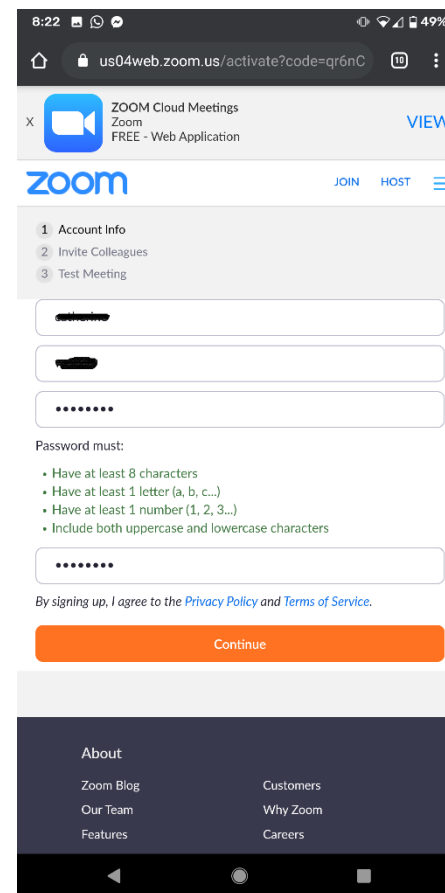 8:22 49%
us04web.zoom.us/activate?code=qr6nC 10
X
ZOOM Cloud Meetings
Zoom
FREE - Web Application
VIEW
zoom JOIN HOST
1 Account Info
2 Invite Colleagues
3 Test Meeting
Password must:
• Have at least 8 characters
• Have at least 1 letter (a, b, c...)
• Have at least 1 number (1, 2, 3...)
• Include both uppercase and lowercase characters
By signing up, I agree to the Privacy Policy and Terms of Service.
Continue
About
Zoom Blog Customers
Our Team Why Zoom
Features Careers